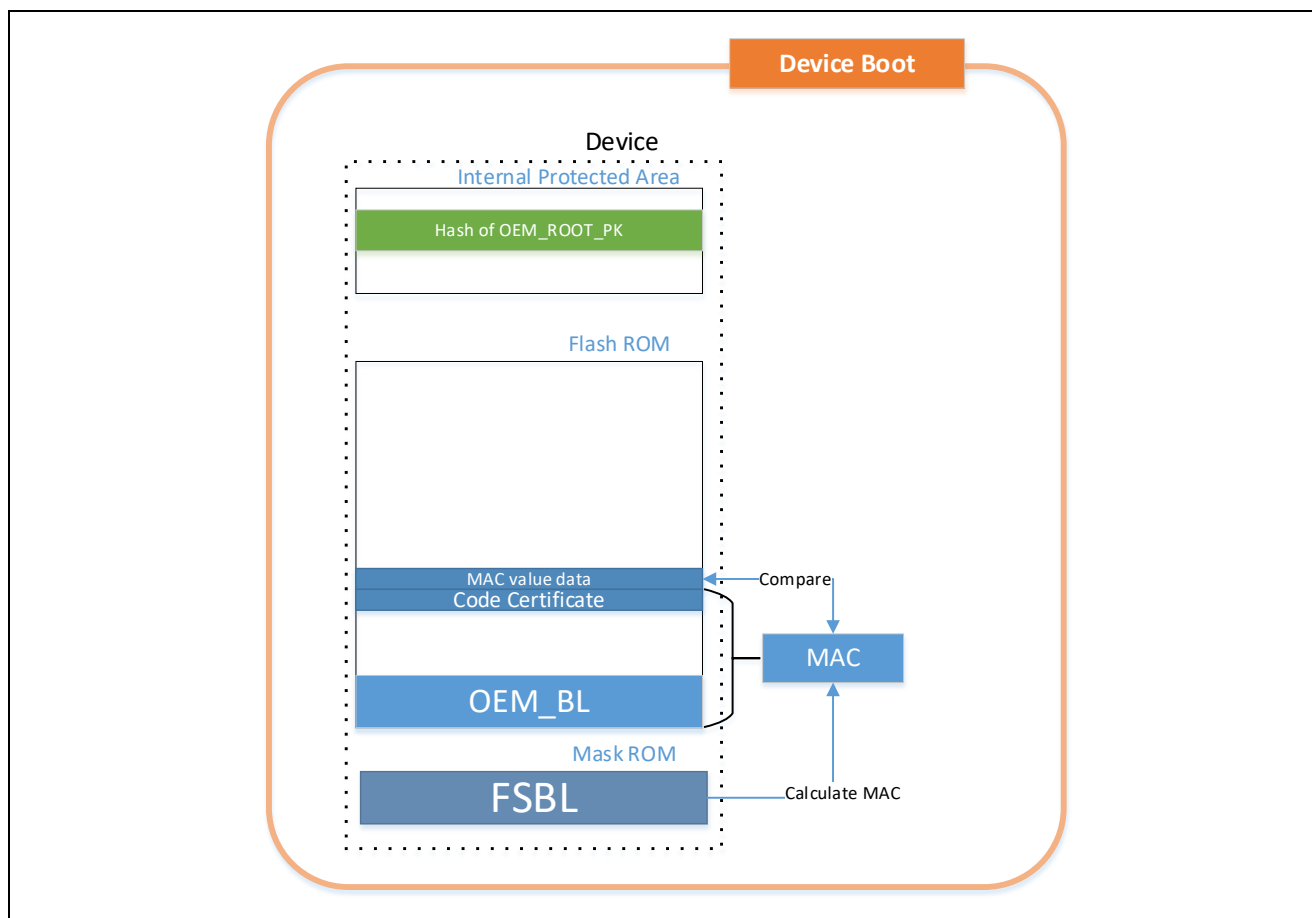 Device Boot
Device
Internal Protected Area
Hash of OEM_ROOT_PK
Flash ROM
MAC value data
Compare
Code Certificate
MAC
OEM_BL
Mask ROM
FSBL
Calculate MAC